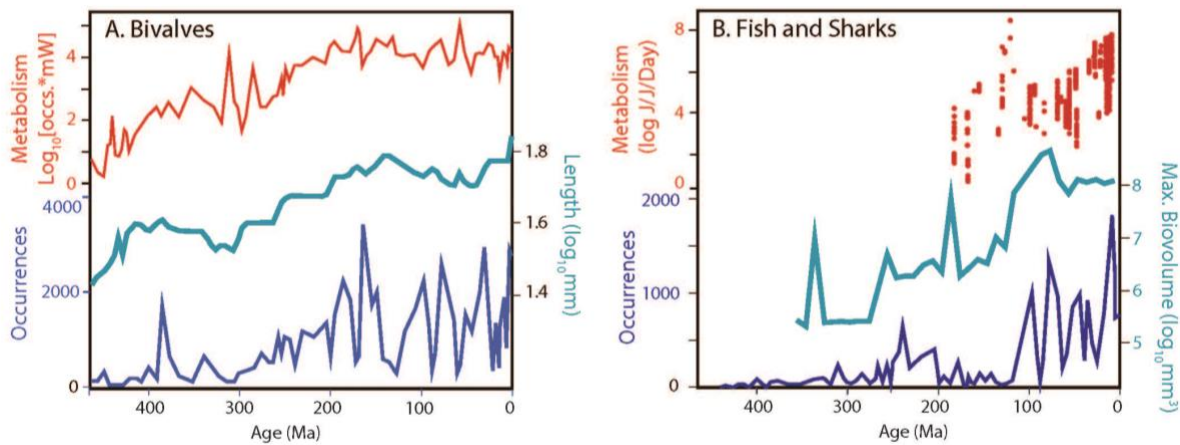 A. Bivalves
Metabolism
Log10[occs.*mW]
4
2
0
4000
Occurrences
2000
0
1.8
1.6
1.4
Length (log10mm)
400
300
200
100
0
Age (Ma)
B. Fish and Sharks
Metabolism
(log J/J/Day)
8
4
0
2000
Occurrences
1000
0
8
7
6
5
Max. Biovolume (log10mm3)
400
300
200
100
0
Age (Ma)